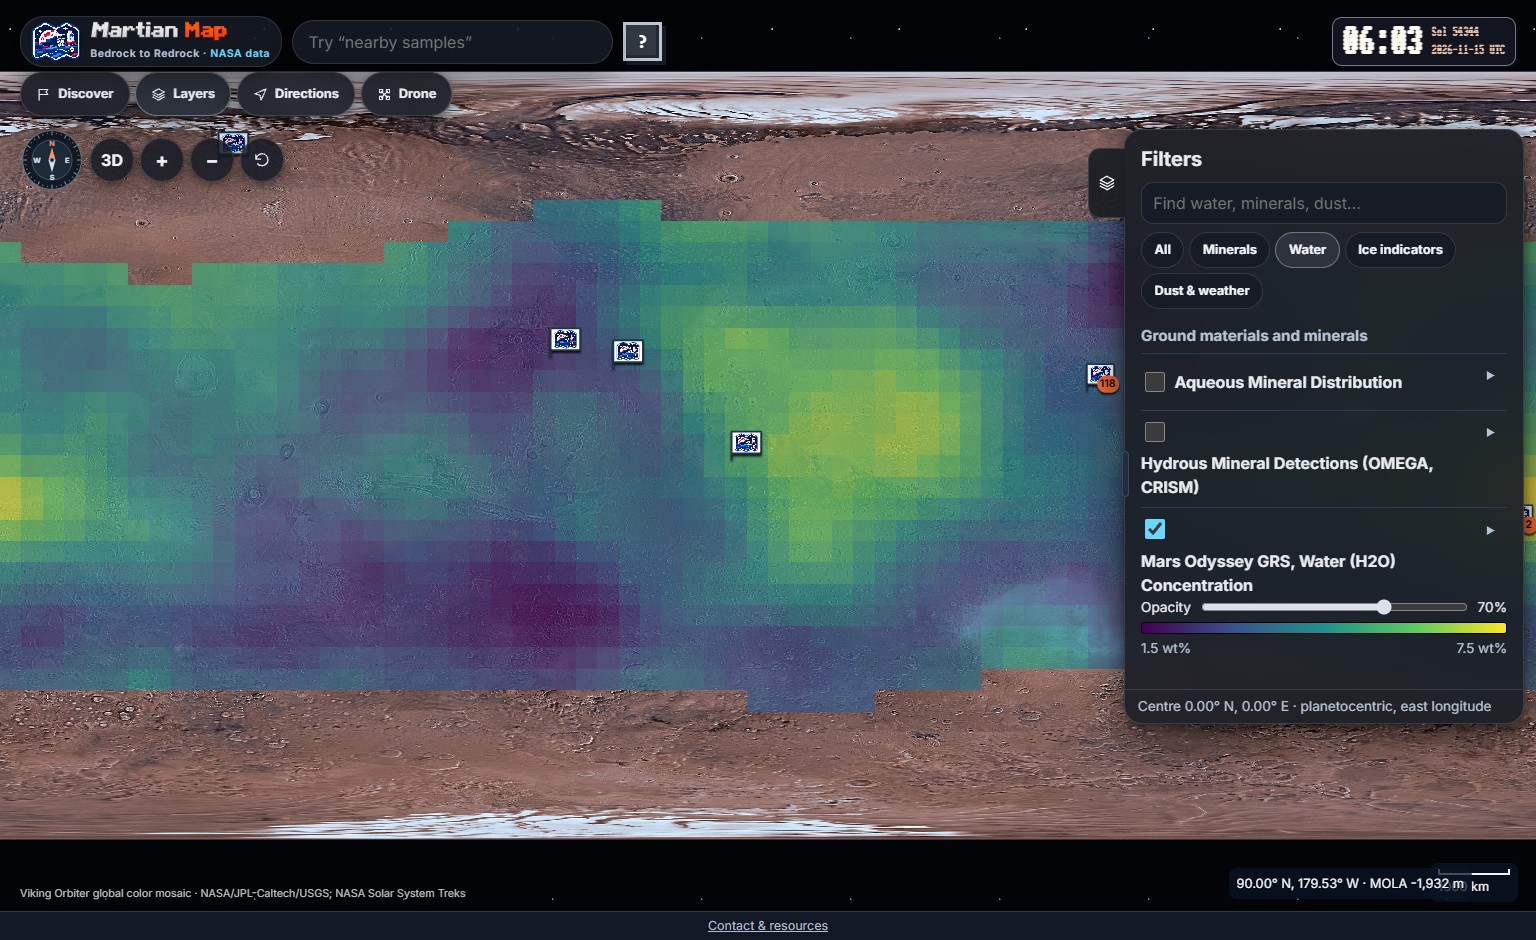 Martian Map
Bedrock to Redrock · NASA data
Try “nearby samples”
?
06:03
2026-11-15 UTC
Discover
Layers
Directions
Drone
N
W E
S
3D
+
−
Filters
Find water, minerals, dust...
All
Minerals
Water
Ice indicators
Dust & weather
Ground materials and minerals
Aqueous Mineral Distribution
Hydrous Mineral Detections (OMEGA,
CRISM)
Mars Odyssey GRS, Water (H2O)
Concentration
Opacity
70%
1.5 wt%
7.5 wt%
Centre 0.00° N, 0.00° E · planetocentric, east longitude
118
2
90.00° N, 179.53° W · MOLA -1,932 m
km
Viking Orbiter global color mosaic · NASA/JPL-Caltech/USGS; NASA Solar System Treks
Contact & resources